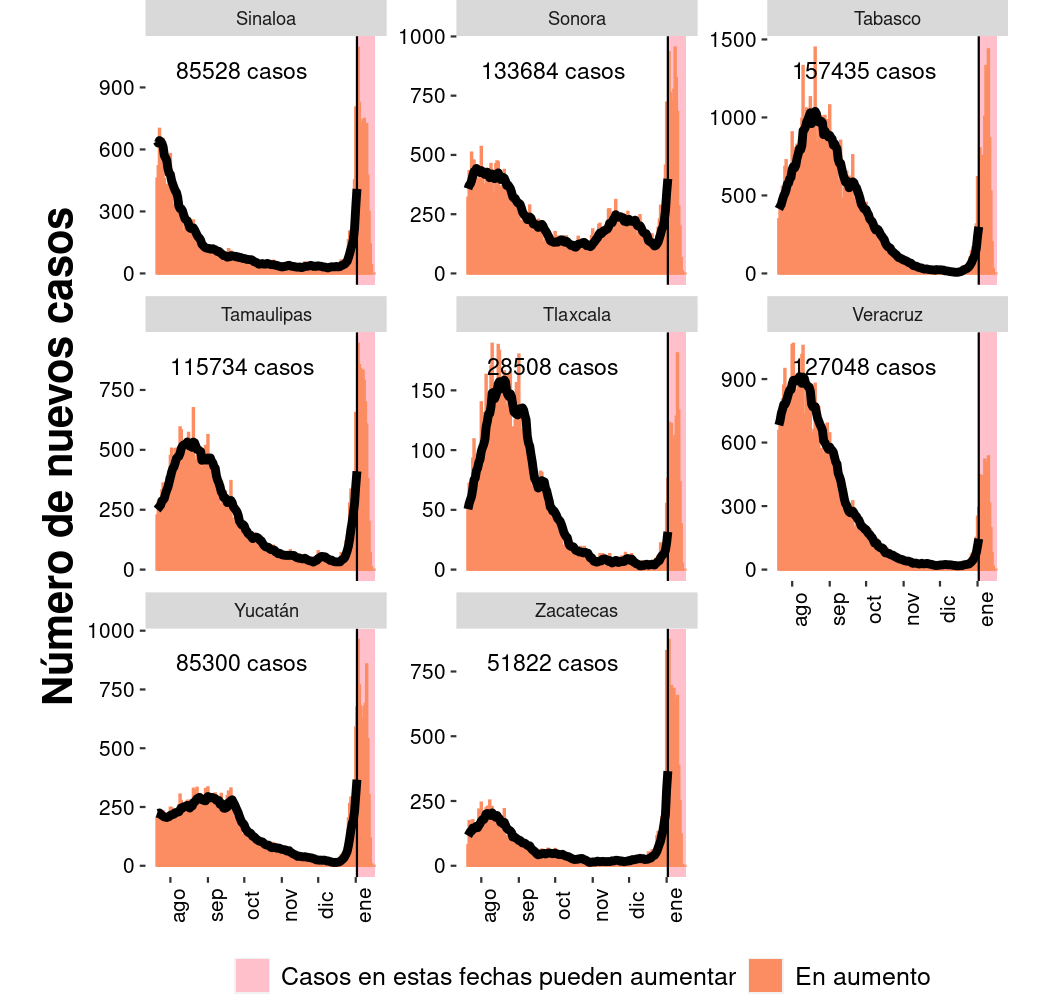 Número de nuevos casos
Sinaloa
85528 casos
900
600
300
0
Sonora
133684 casos
1000
750
500
250
0
Tabasco
157435 casos
1500
1000
500
0
Tamaulipas
115734 casos
750
500
250
0
Tlaxcala
28508 casos
150
100
50
0
Veracruz
127048 casos
900
600
300
0
ago
sep
oct
nov
dic
ene
Yucatán
85300 casos
1000
750
500
250
0
ago
sep
oct
nov
dic
ene
Zacatecas
51822 casos
750
500
250
0
ago
sep
oct
nov
dic
ene
Casos en estas fechas pueden aumentar
En aumento